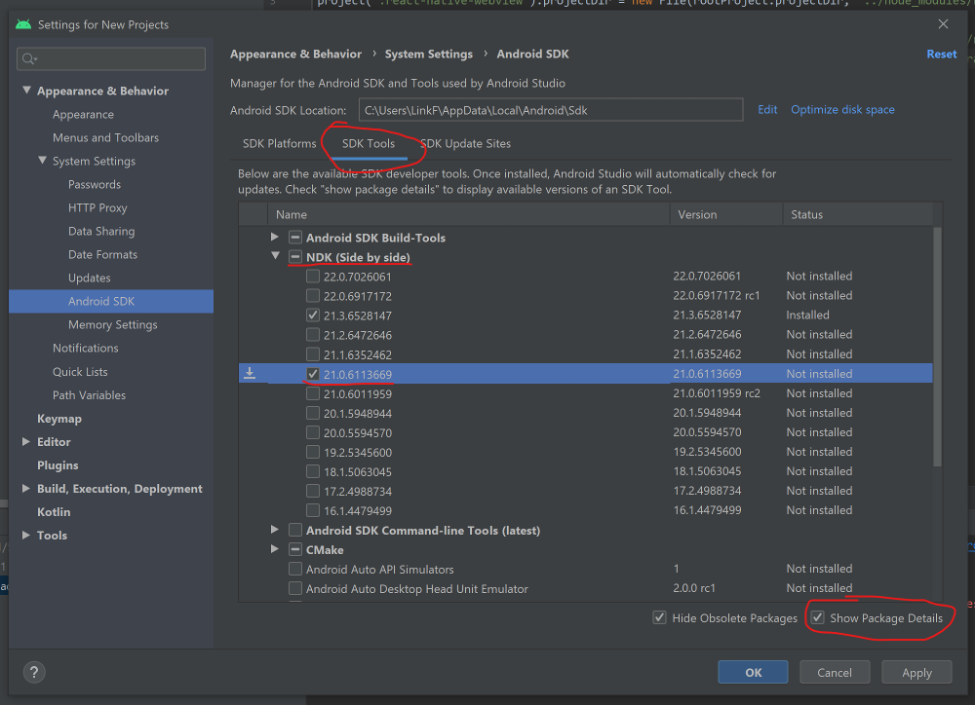 project(':react-native-webview').projectDir = new File(rootProject.projectDir, '../node_modules/
Settings for New Projects
Appearance & Behavior
Appearance
Menus and Toolbars
System Settings
Passwords
HTTP Proxy
Data Sharing
Date Formats
Updates
Android SDK
Memory Settings
Notifications
Quick Lists
Path Variables
Keymap
Editor
Plugins
Build, Execution, Deployment
Kotlin
Tools
Appearance & Behavior › System Settings › Android SDK Reset
Manager for the Android SDK and Tools used by Android Studio
Android SDK Location: C:\Users\LinkF\AppData\Local\Android\Sdk Edit Optimize disk space
SDK Platforms SDK Tools SDK Update Sites
Below are the available SDK developer tools. Once installed, Android Studio will automatically check for
updates. Check "show package details" to display available versions of an SDK Tool.
Name Version Status
Android SDK Build-Tools
NDK (Side by side)
22.0.7026061 22.0.7026061 Not installed
22.0.6917172 22.0.6917172 rc1 Not installed
21.3.6528147 21.3.6528147 Installed
21.2.6472646 21.2.6472646 Not installed
21.1.6352462 21.1.6352462 Not installed
21.0.6113669 21.0.6113669 Not installed
21.0.6011959 21.0.6011959 rc2 Not installed
20.1.5948944 20.1.5948944 Not installed
20.0.5594570 20.0.5594570 Not installed
19.2.5345600 19.2.5345600 Not installed
18.1.5063045 18.1.5063045 Not installed
17.2.4988734 17.2.4988734 Not installed
16.1.4479499 16.1.4479499 Not installed
Android SDK Command-line Tools (latest)
CMake
Android Auto API Simulators 1 Not installed
Android Auto Desktop Head Unit Emulator 2.0.0 rc1 Not installed
Hide Obsolete Packages Show Package Details
? OK Cancel Apply